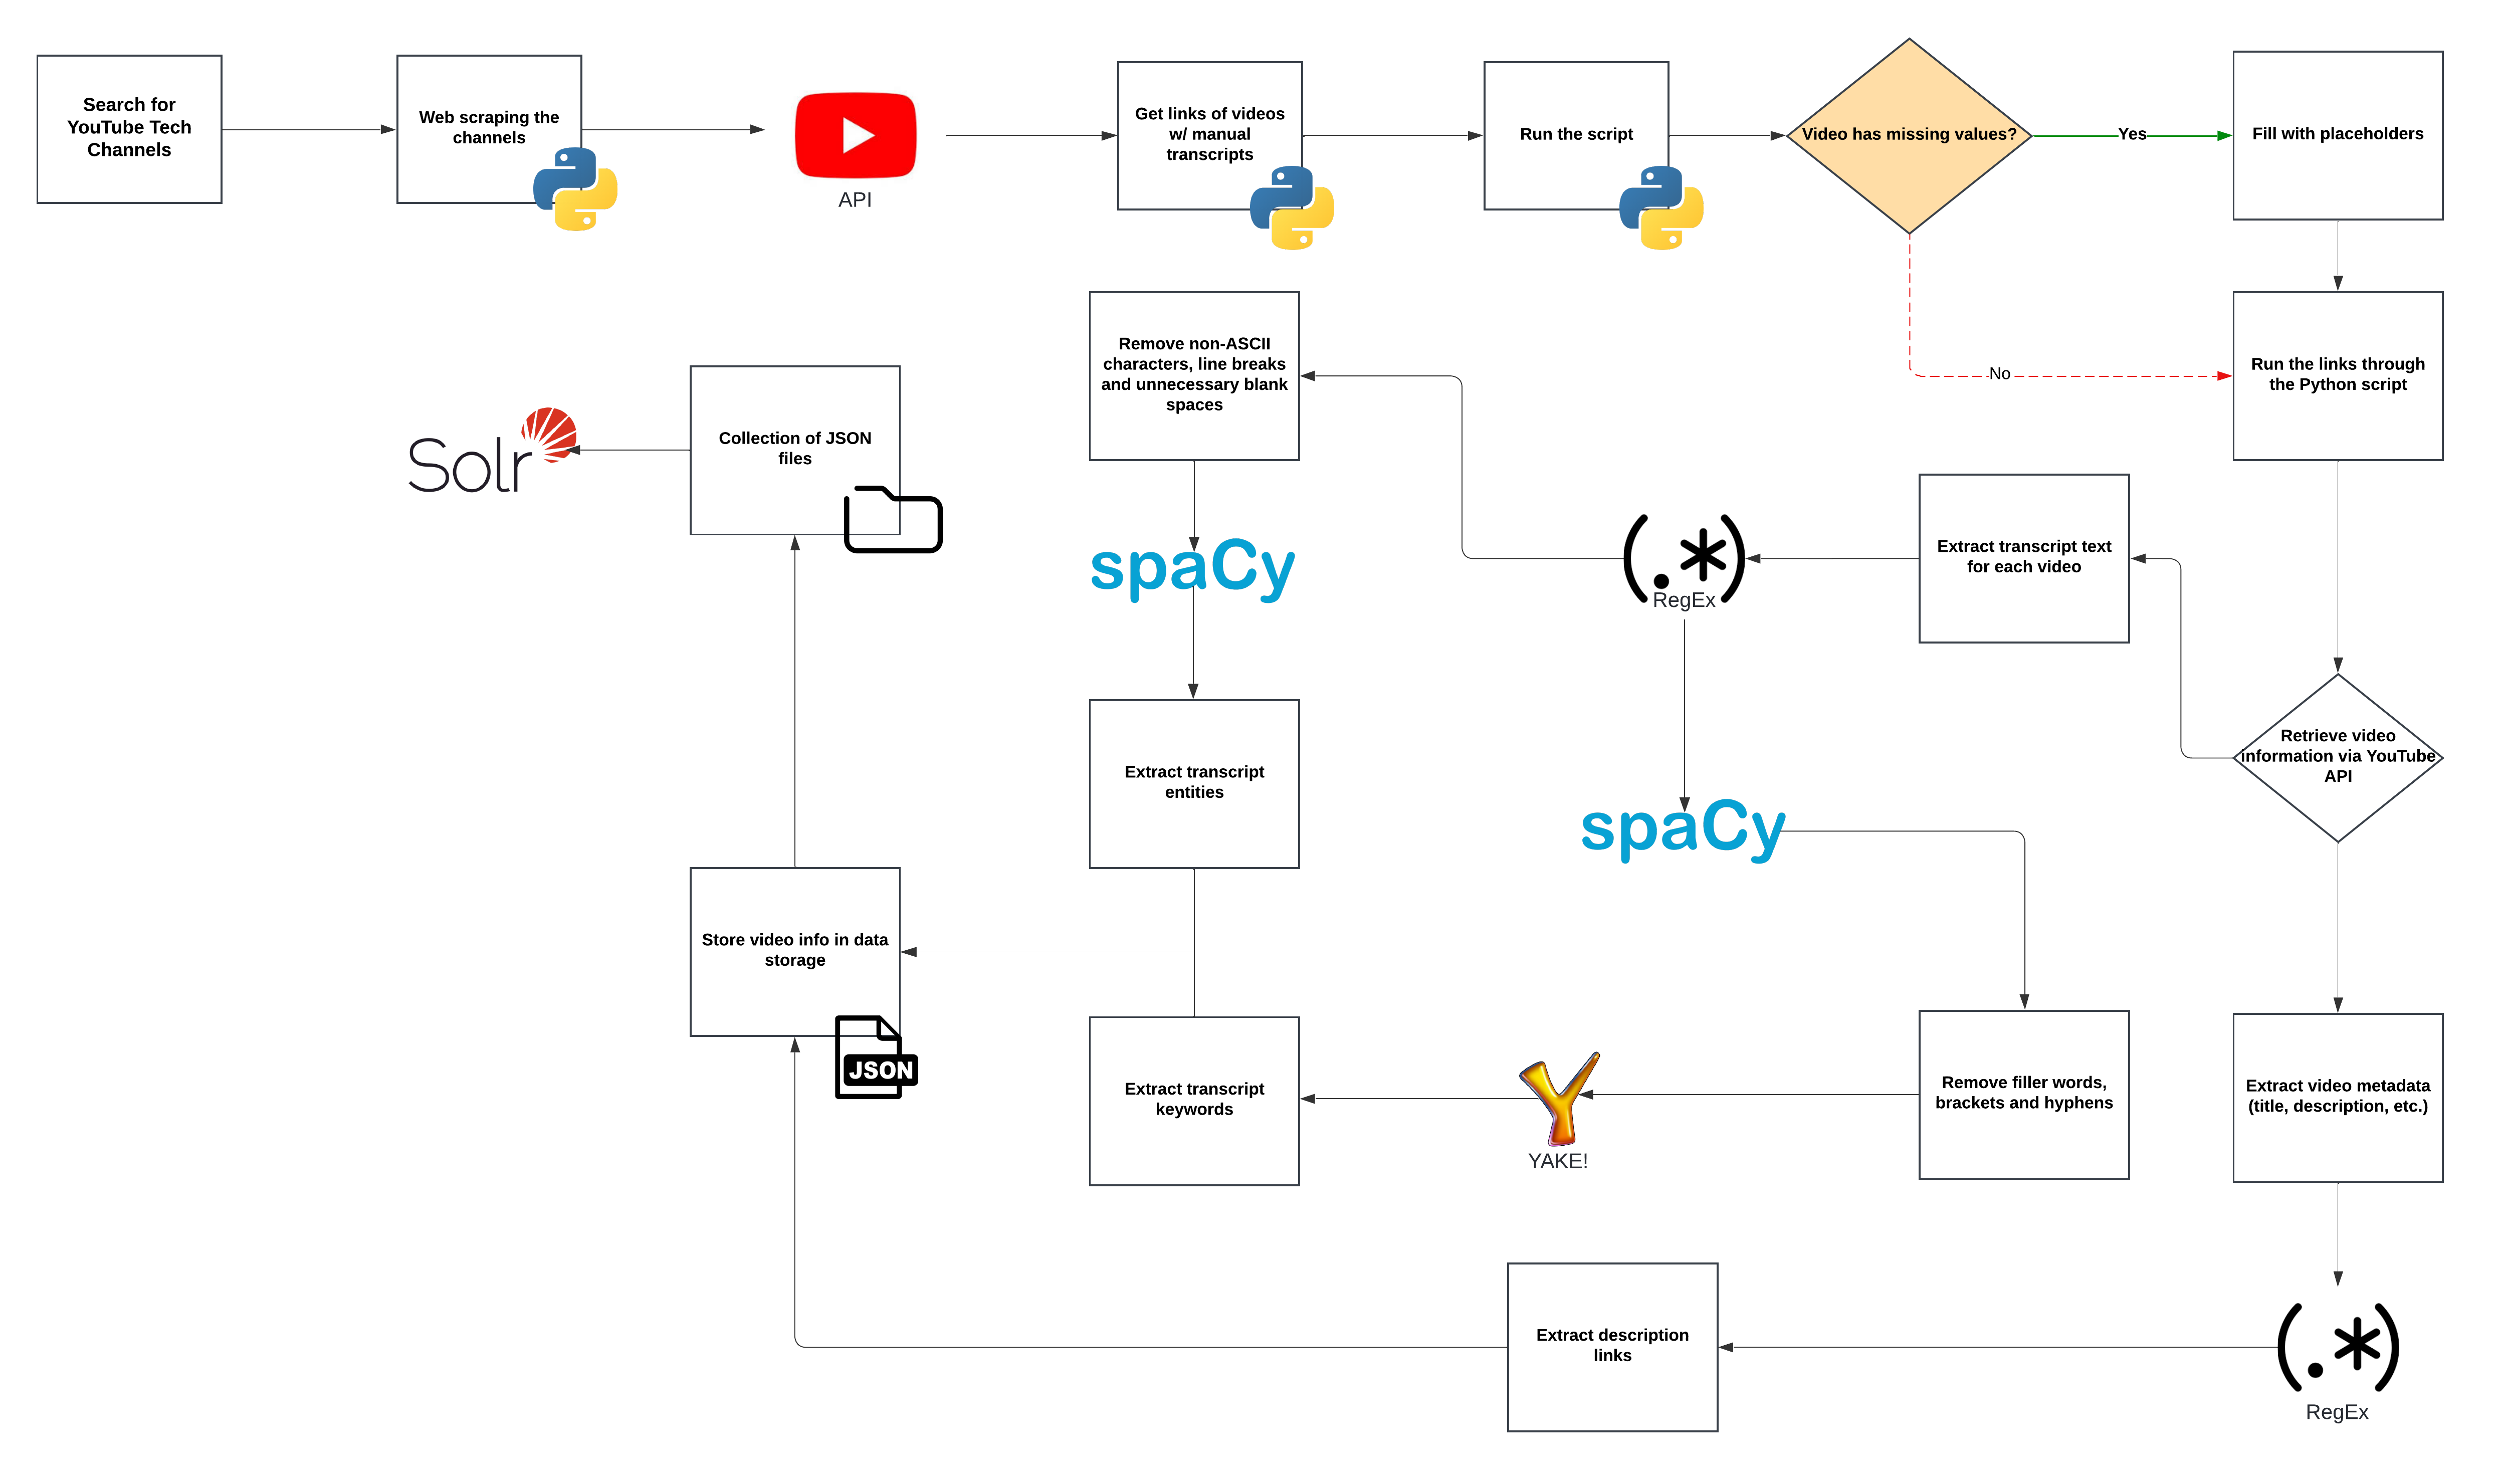 Search for
YouTube Tech
Channels
Web scraping the
channels
API
Get links of videos
w/ manual
transcripts
Run the script
Video has missing values?
Yes
Fill with placeholders
No
Run the links through
the Python script
Remove non-ASCII
characters, line breaks
and unnecessary blank
spaces
Collection of JSON
files
Solr
Extract transcript text
for each video
(.*)
RegEx
spaCy
Retrieve video
information via YouTube
API
Extract transcript
entities
spaCy
Store video info in data
storage
JSON
Extract transcript
keywords
Y
YAKE!
Remove filler words,
brackets and hyphens
Extract video metadada
(title, description, etc.)
Extract description
links
(.*)
RegEx